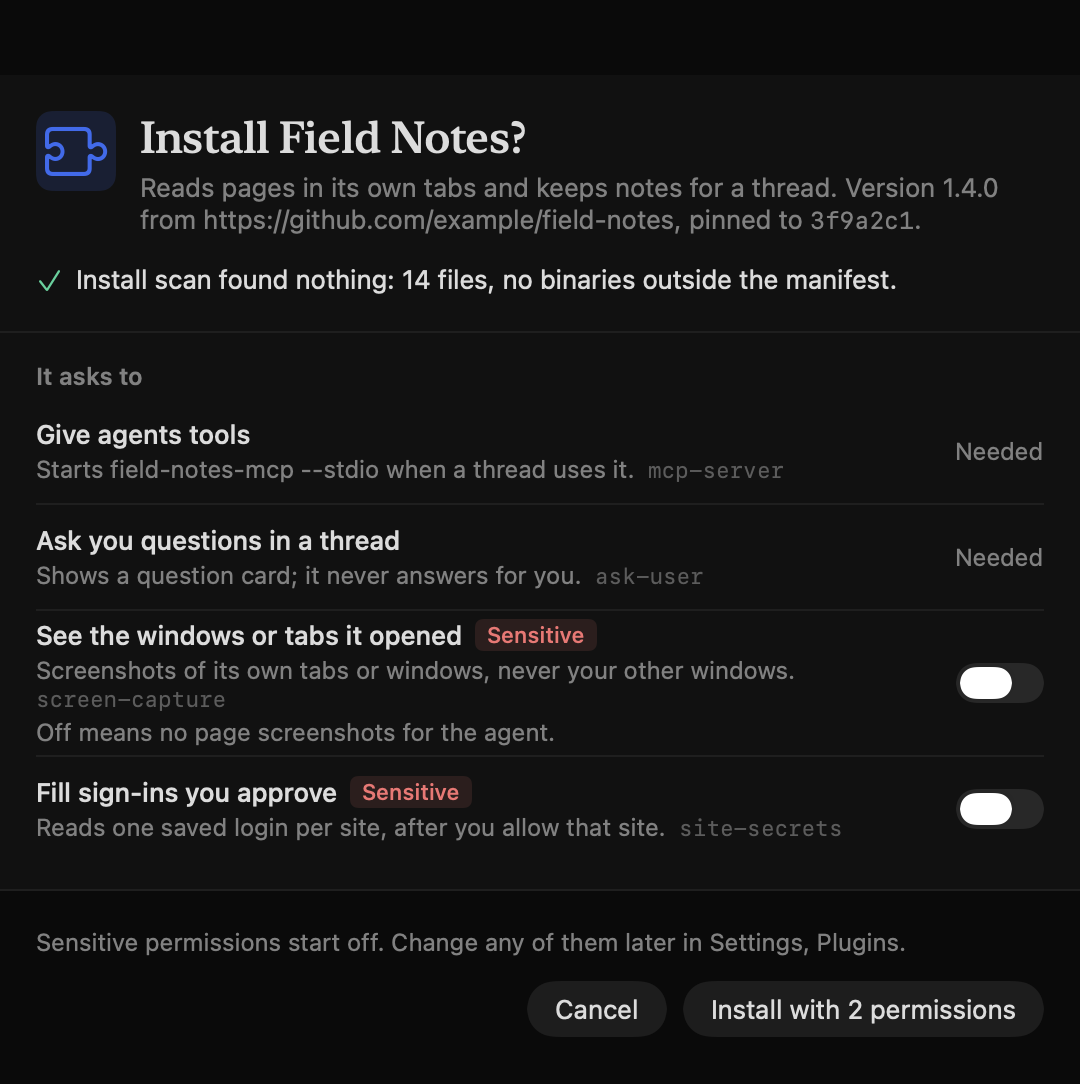 Install Field Notes?
Reads pages in its own tabs and keeps notes for a thread. Version 1.4.0
from https://github.com/example/field-notes, pinned to 3f9a2c1.
Install scan found nothing: 14 files, no binaries outside the manifest.
It asks to
Give agents tools
Starts field-notes-mcp --stdio when a thread uses it. mcp-server
Needed
Ask you questions in a thread
Shows a question card; it never answers for you. ask-user
Needed
See the windows or tabs it opened Sensitive
Screenshots of its own tabs or windows, never your other windows.
screen-capture
Off means no page screenshots for the agent.
Fill sign-ins you approve Sensitive
Reads one saved login per site, after you allow that site. site-secrets
Sensitive permissions start off. Change any of them later in Settings, Plugins.
Cancel
Install with 2 permissions